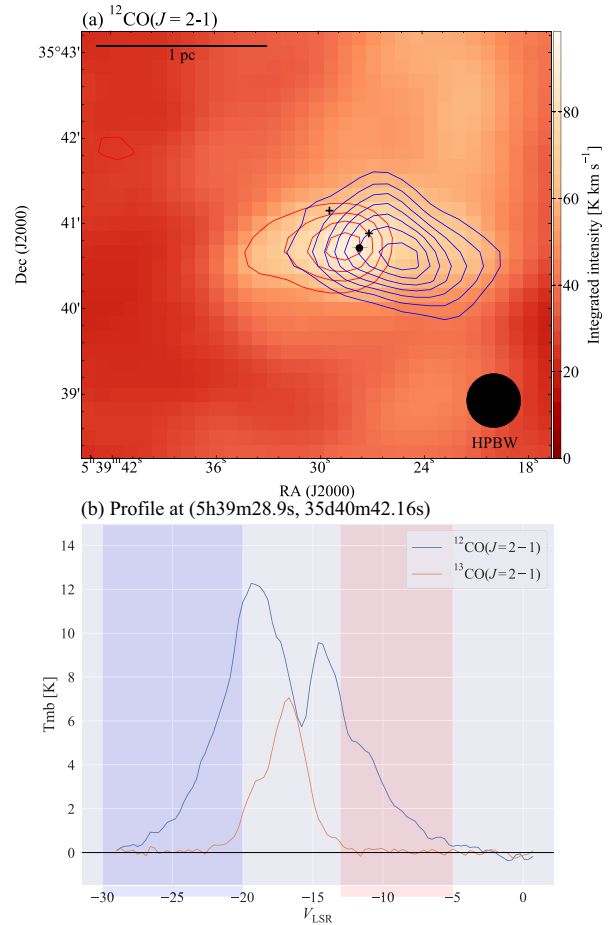 (a) ¹²CO(J = 2-1)
35°43'
1 pc
42'
41'
40'
39'
Dec (J2000)
5ʰ39ᵐ42ˢ
36ˢ
30ˢ
24ˢ
18ˢ
RA (J2000)
HPBW
80
60
40
20
0
Integrated intensity [K km s⁻¹]
(b) Profile at (5h39m28.9s, 35d40m42.16s)
¹²CO(J = 2−1)
¹³CO(J = 2−1)
14
12
10
8
6
4
2
0
Tmb [K]
−30
−25
−20
−15
−10
−5
0
V_LSR